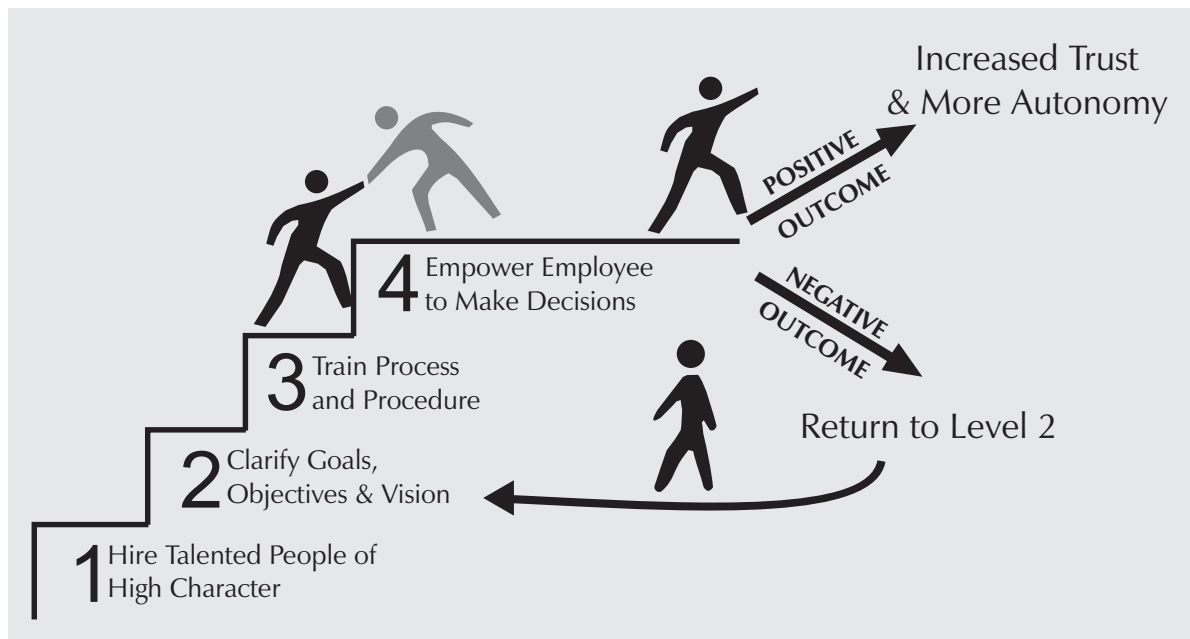 Increased Trust
& More Autonomy
POSITIVE
OUTCOME
4
Empower Employee
to Make Decisions
NEGATIVE
OUTCOME
3
Train Process
and Procedure
Return to Level 2
2
Clarify Goals,
Objectives & Vision
1
Hire Talented People of
High Character